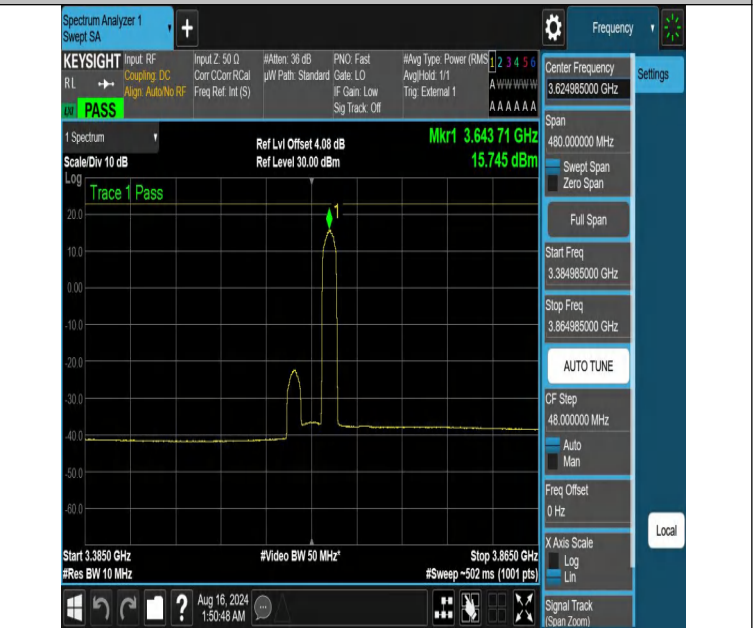 Spectrum Analyzer 1
Swept SA
+
Frequency
KEYSIGHT
RL
PASS
Input: RF
Coupling: DC
Align: Auto/No RF
Input Z: 50 Ω
Corr CCorr RCal
Freq Ref: Int (S)
#Atten: 36 dB
µW Path: Standard
PNO: Fast
Gate: LO
IF Gain: Low
Sig Track: Off
#Avg Type: Power (RMS
Avg|Hold: 1/1
Trig: External 1
1 2 3 4 5 6
A W W W W W
A A A A A A
Center Frequency
3.624985000 GHz
Settings
Span
480.000000 MHz
Swept Span
Zero Span
Full Span
Start Freq
3.384985000 GHz
Stop Freq
3.864985000 GHz
AUTO TUNE
CF Step
48.000000 MHz
Auto
Man
Freq Offset
0 Hz
X Axis Scale
Log
Lin
Local
Signal Track
(Span Zoom)
1 Spectrum
Scale/Div 10 dB
Ref Lvl Offset 4.08 dB
Ref Level 30.00 dBm
Mkr1 3.643 71 GHz
15.745 dBm
Log
Trace 1 Pass
1
20.0
10.0
0.00
-10.0
-20.0
-30.0
-40.0
-50.0
-60.0
Start 3.3850 GHz
#Res BW 10 MHz
#Video BW 50 MHz*
Stop 3.8650 GHz
#Sweep ~502 ms (1001 pts)
?
Aug 16, 2024
1:50:48 AM